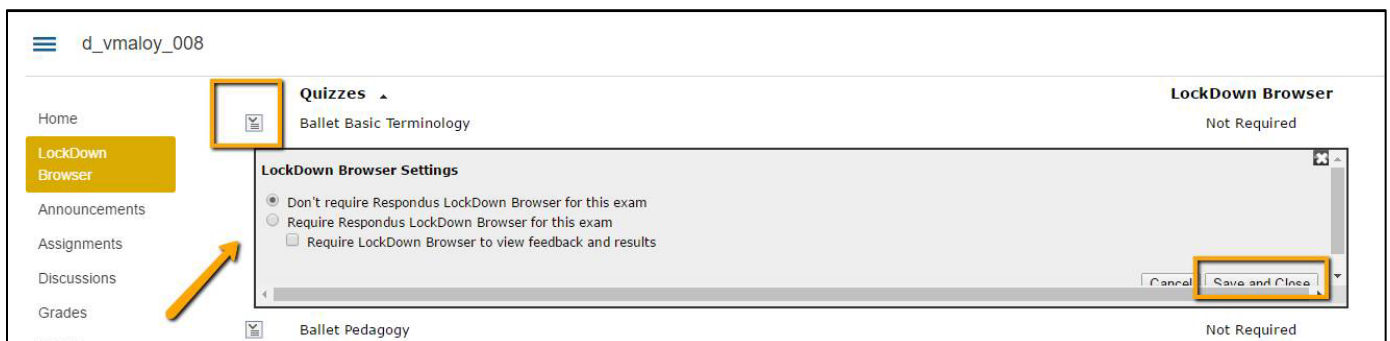 d_vmaloy_008
Quizzes LockDown Browser
Home
Ballet Basic Terminology Not Required
LockDown
Browser
LockDown Browser Settings
Don't require Respondus LockDown Browser for this exam
Announcements
Require Respondus LockDown Browser for this exam
Assignments
Require LockDown Browser to view feedback and results
Discussions
Cancel Save and Close
Grades
Ballet Pedagogy Not Required